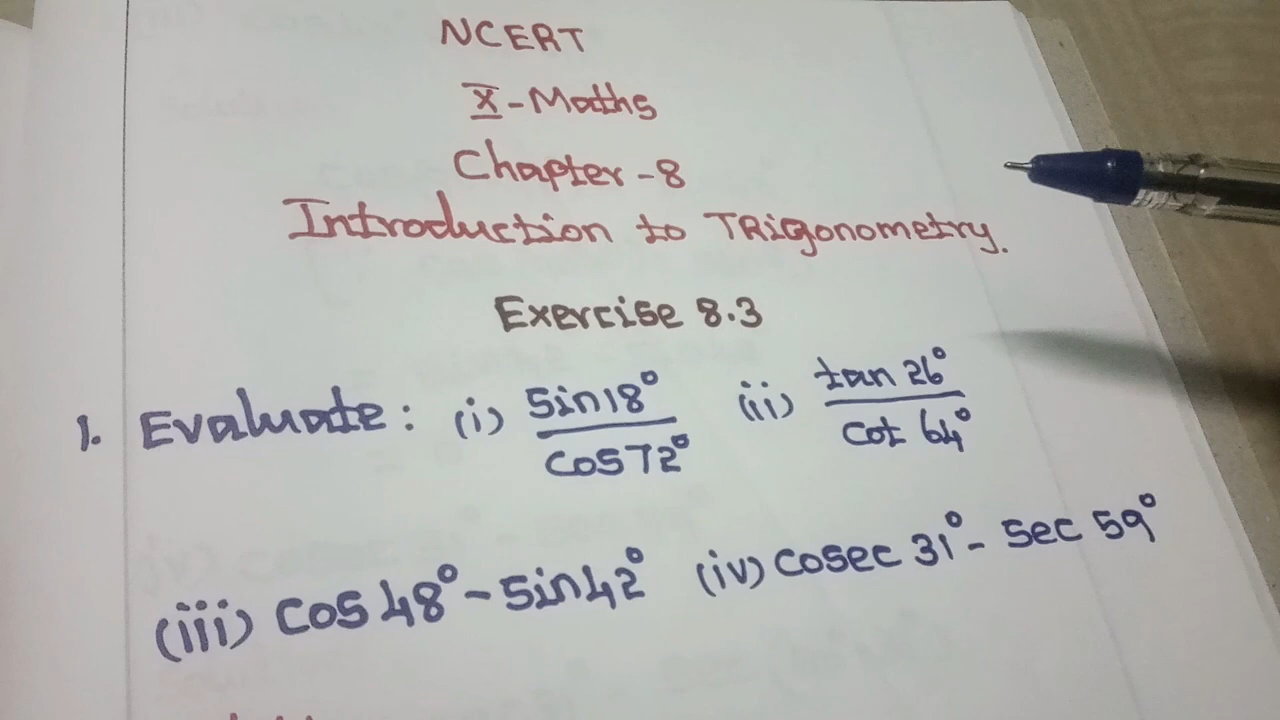 NCERT
X-Maths
Chapter-8
Introduction to TRigonometry.
Exercise 8.3
1. Evaluate: (i) Sin18°/cos72° (ii) tan 26°/cot 64°
(iii) cos 48° - sin42° (iv) cosec 31° - sec 59°